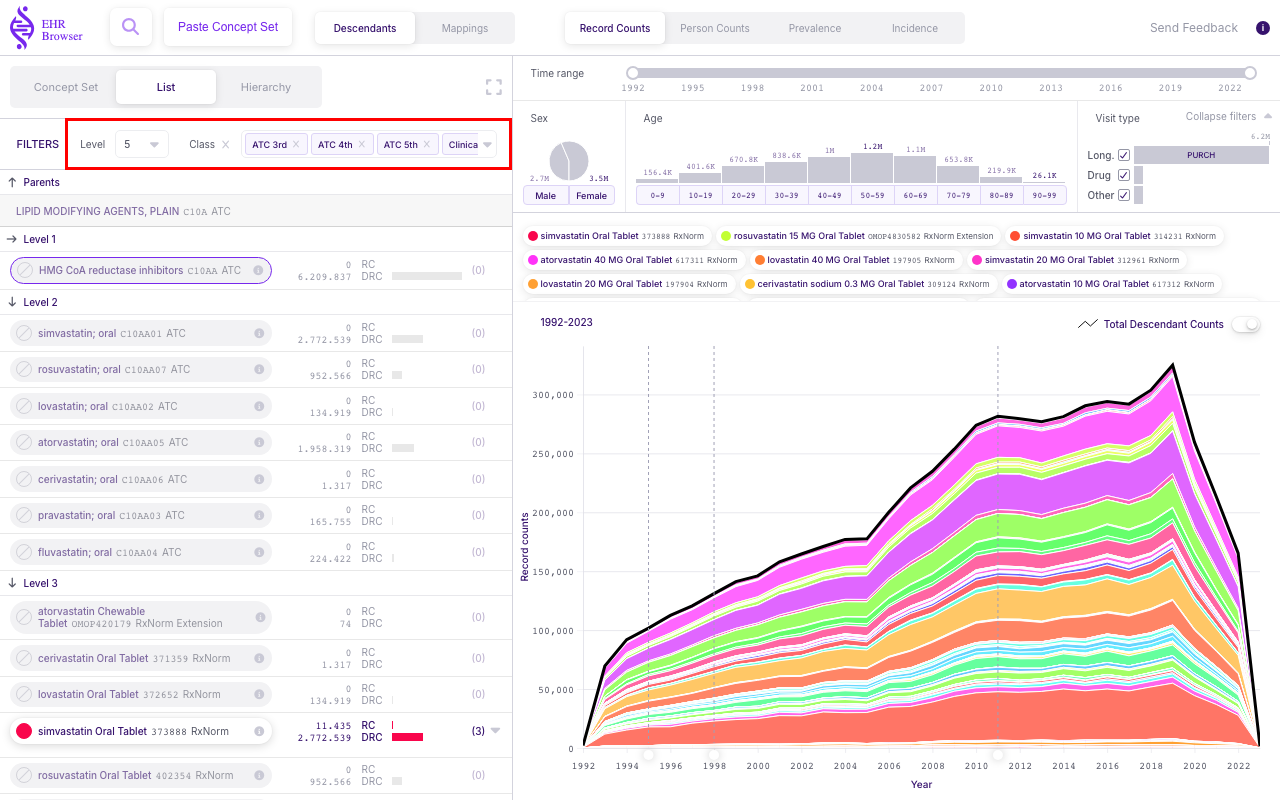 EHR
Browser
Paste Concept Set
Descendants
Mappings
Record Counts
Person Counts
Prevalence
Incidence
Send Feedback
i
Concept Set
List
Hierarchy
FILTERS
Level
5
Class
ATC 3rd
ATC 4th
ATC 5th
Clinica
Parents
LIPID MODIFYING AGENTS, PLAIN C10A ATC
Level 1
HMG CoA reductase inhibitors C10AA ATC
0 RC
6.209.837 DRC
(0)
Level 2
simvastatin; oral C10AA01 ATC
0 RC
2.772.539 DRC
(0)
rosuvastatin; oral C10AA07 ATC
0 RC
952.566 DRC
(0)
lovastatin; oral C10AA02 ATC
0 RC
134.919 DRC
(0)
atorvastatin; oral C10AA05 ATC
0 RC
1.958.319 DRC
(0)
cerivastatin; oral C10AA06 ATC
0 RC
1.317 DRC
(0)
pravastatin; oral C10AA03 ATC
0 RC
165.755 DRC
(0)
fluvastatin; oral C10AA04 ATC
0 RC
224.422 DRC
(0)
Level 3
atorvastatin Chewable
Tablet OMOP420179 RxNorm Extension
0 RC
74 DRC
(0)
cerivastatin Oral Tablet 371359 RxNorm
0 RC
1.317 DRC
(0)
lovastatin Oral Tablet 372652 RxNorm
0 RC
134.919 DRC
(0)
simvastatin Oral Tablet 373888 RxNorm
11.435 RC
2.772.539 DRC
(3)
rosuvastatin Oral Tablet 402354 RxNorm
0 RC
952.566 DRC
(0)
Time range
1992 1995 1998 2001 2004 2007 2010 2013 2016 2019 2022
Sex
2.7M 3.5M
Male Female
Age
156.4K 401.6K 670.8K 838.6K 1M 1.2M 1.1M 653.8K 219.9K 26.1K
0-9 10-19 20-29 30-39 40-49 50-59 60-69 70-79 80-89 90-99
Visit type
Collapse filters
6.2M
Long. PURCH
Drug
Other
simvastatin Oral Tablet 373888 RxNorm
rosuvastatin 15 MG Oral Tablet OMOP4830582 RxNorm Extension
simvastatin 10 MG Oral Tablet 314231 RxNorm
atorvastatin 40 MG Oral Tablet 617311 RxNorm
lovastatin 40 MG Oral Tablet 197905 RxNorm
simvastatin 20 MG Oral Tablet 312961 RxNorm
lovastatin 20 MG Oral Tablet 197904 RxNorm
cerivastatin sodium 0.3 MG Oral Tablet 309124 RxNorm
atorvastatin 10 MG Oral Tablet 617312 RxNorm
1992-2023
Total Descendant Counts
Record counts
300,000
250,000
200,000
150,000
100,000
50,000
0
1992 1994 1996 1998 2000 2002 2004 2006 2008 2010 2012 2014 2016 2018 2020 2022
Year